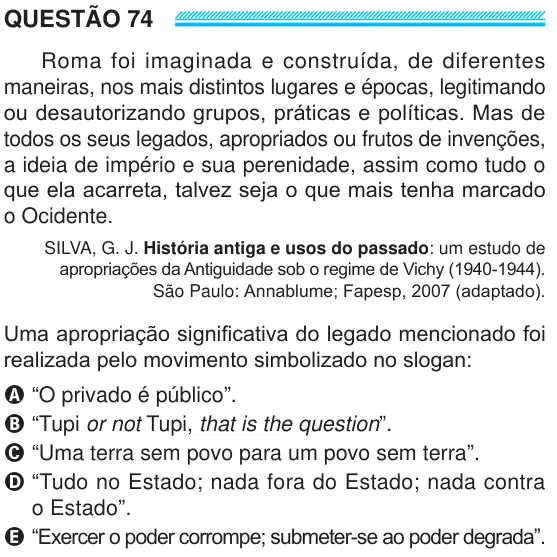 QUESTÃO 74
Roma foi imaginada e construída, de diferentes
maneiras, nos mais distintos lugares e épocas, legitimando
ou desautorizando grupos, práticas e políticas. Mas de
todos os seus legados, apropriados ou frutos de invenções,
a ideia de império e sua perenidade, assim como tudo o
que ela acarreta, talvez seja o que mais tenha marcado
o Ocidente.
SILVA, G. J. História antiga e usos do passado: um estudo de
apropriações da Antiguidade sob o regime de Vichy (1940-1944).
São Paulo: Annablume; Fapesp, 2007 (adaptado).
Uma apropriação significativa do legado mencionado foi
realizada pelo movimento simbolizado no slogan:
A “O privado é público”.
B “Tupi or not Tupi, that is the question”.
C “Uma terra sem povo para um povo sem terra”.
D “Tudo no Estado; nada fora do Estado; nada contra
o Estado”.
E “Exercer o poder corrompe; submeter-se ao poder degrada”.